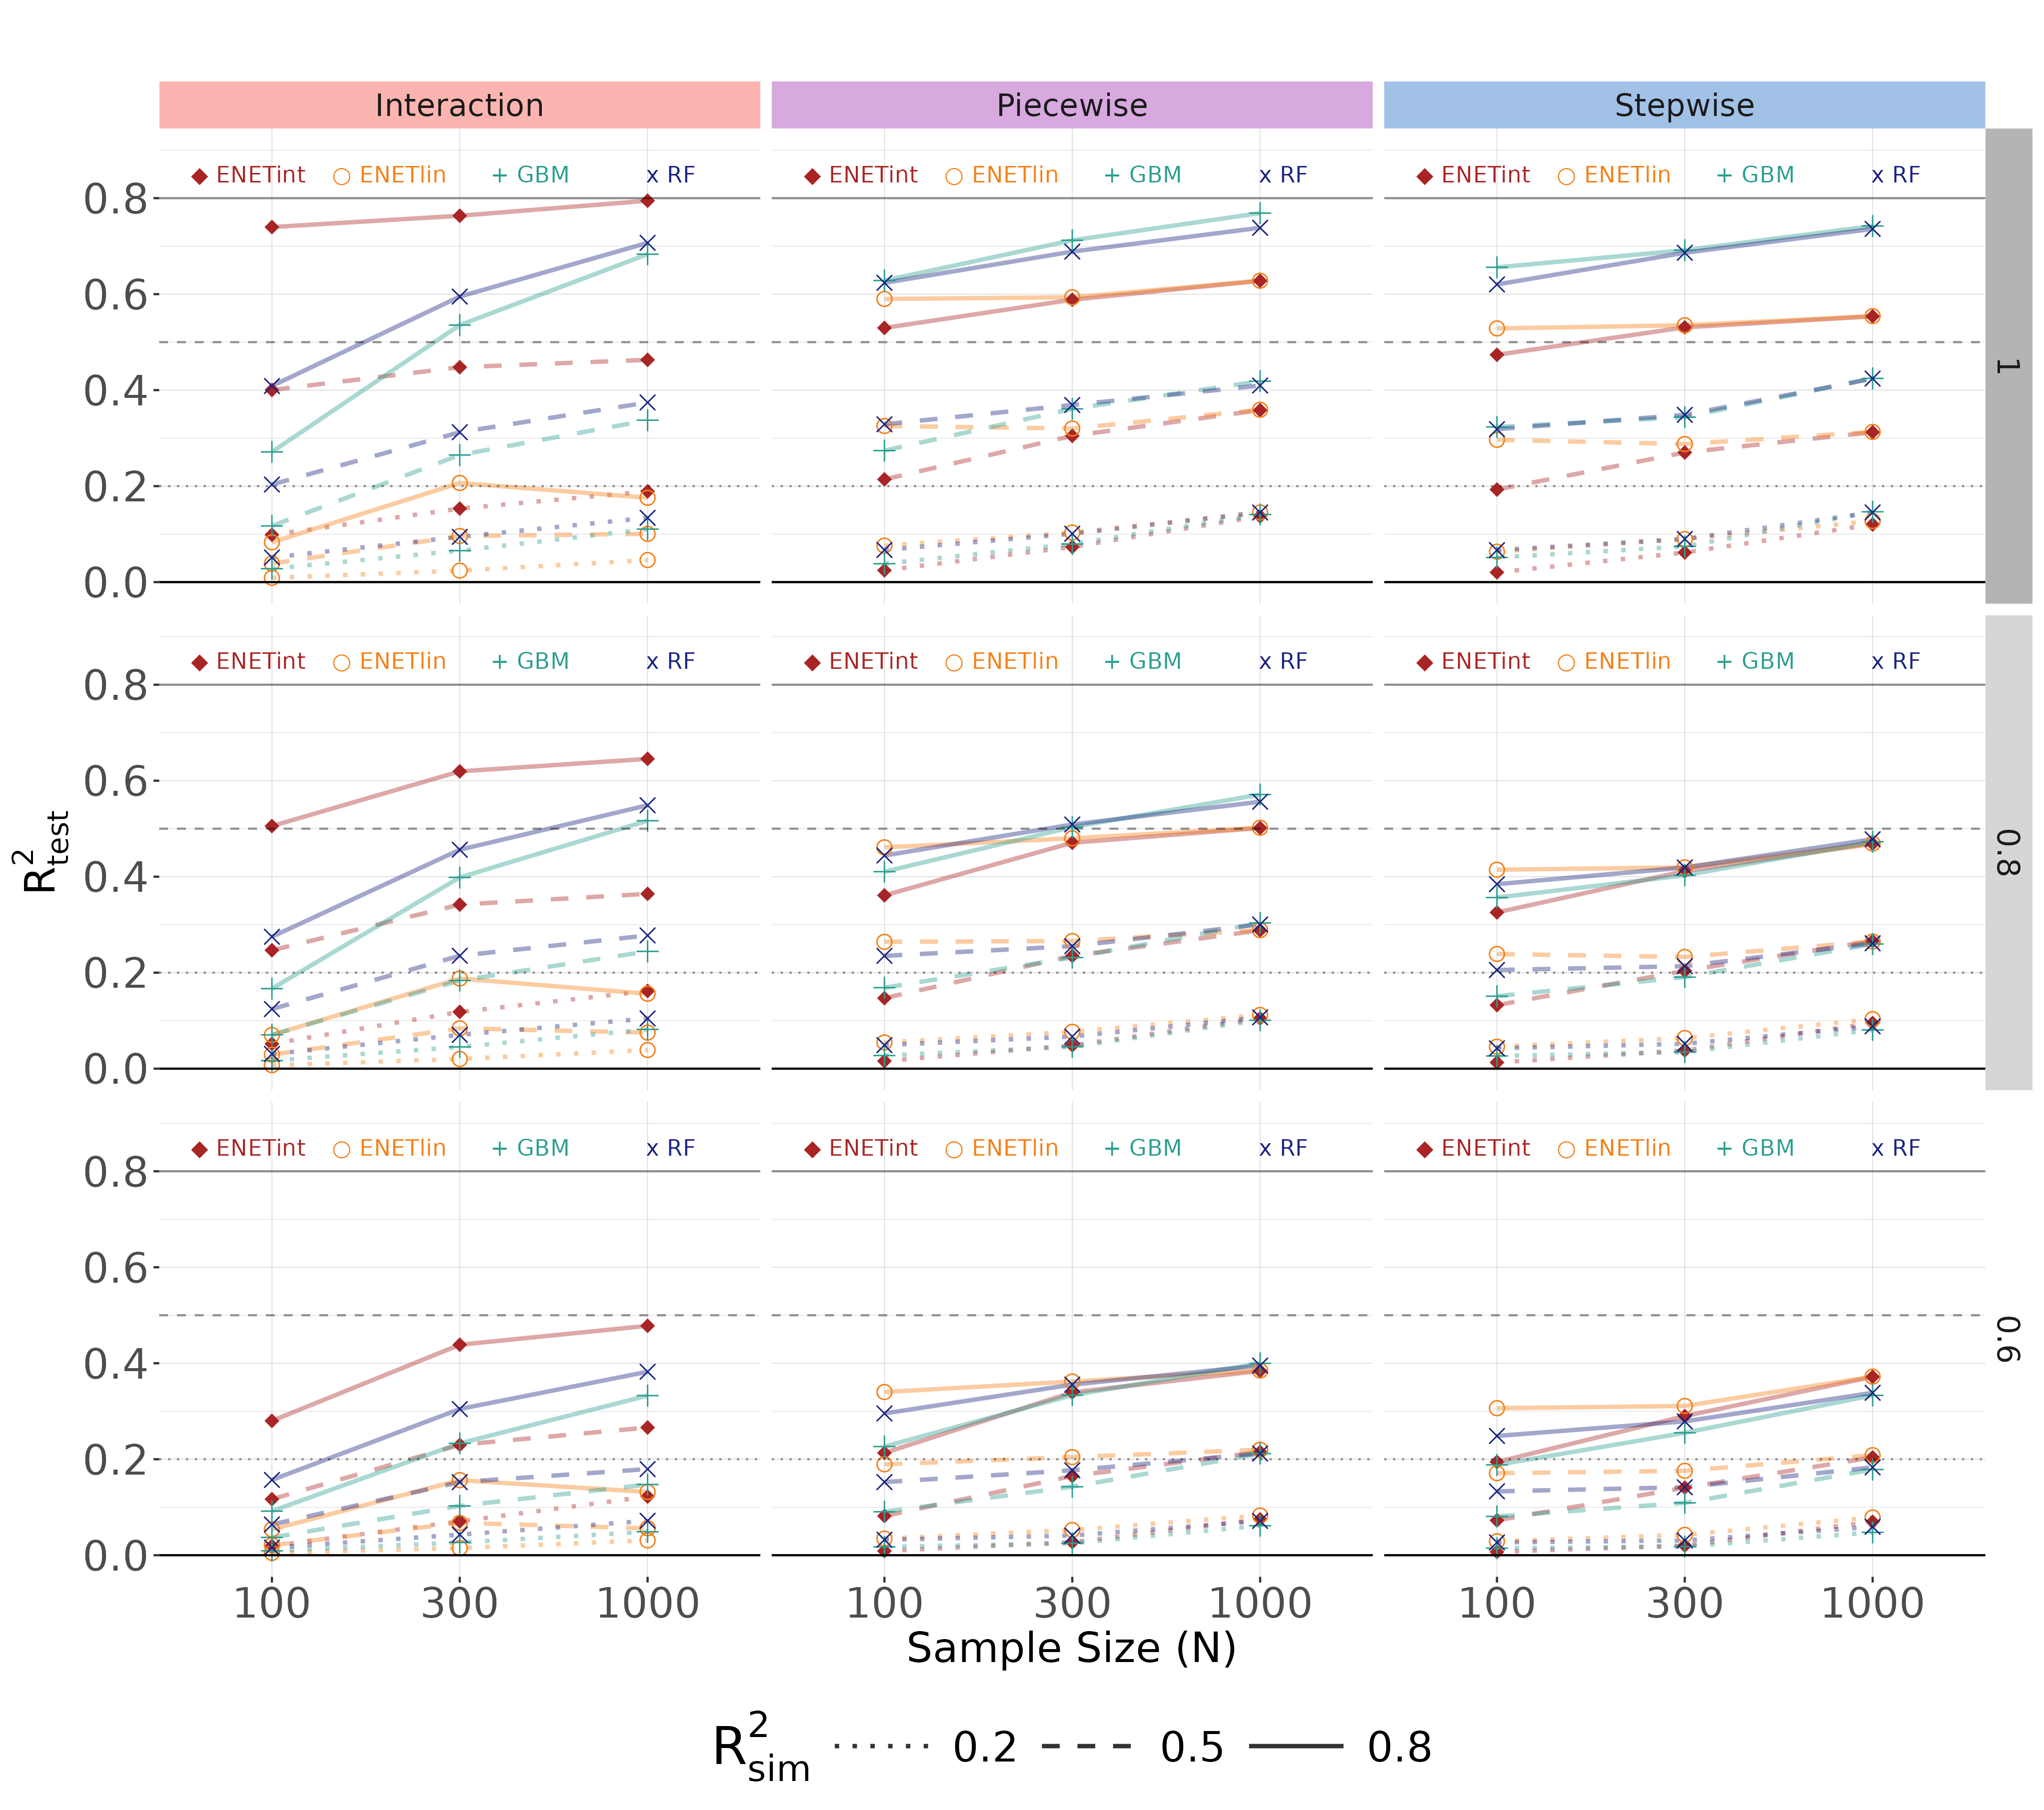 Interaction Piecewise Stepwise
◆ ENETint ○ ENETlin + GBM x RF ◆ ENETint ○ ENETlin + GBM x RF ◆ ENETint ○ ENETlin + GBM x RF
0.8
0.6
0.4
0.2
0.0
1
◆ ENETint ○ ENETlin + GBM x RF ◆ ENETint ○ ENETlin + GBM x RF ◆ ENETint ○ ENETlin + GBM x RF
0.8
0.6
0.4
0.2
0.0
0.8
R²test
◆ ENETint ○ ENETlin + GBM x RF ◆ ENETint ○ ENETlin + GBM x RF ◆ ENETint ○ ENETlin + GBM x RF
0.8
0.6
0.4
0.2
0.0
0.6
100 300 1000 100 300 1000 100 300 1000
Sample Size (N)
R²sim 0.2 0.5 0.8